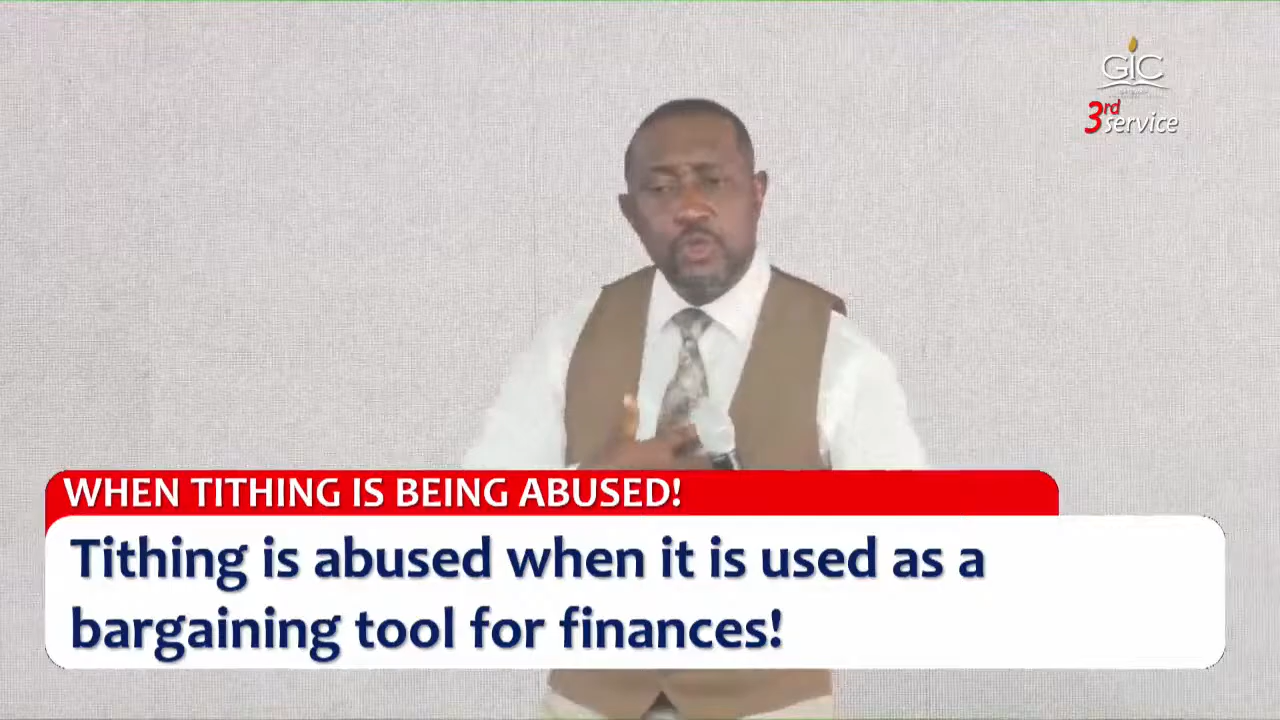 GIC
3rd service
WHEN TITHING IS BEING ABUSED!
Tithing is abused when it is used as a
bargaining tool for finances!